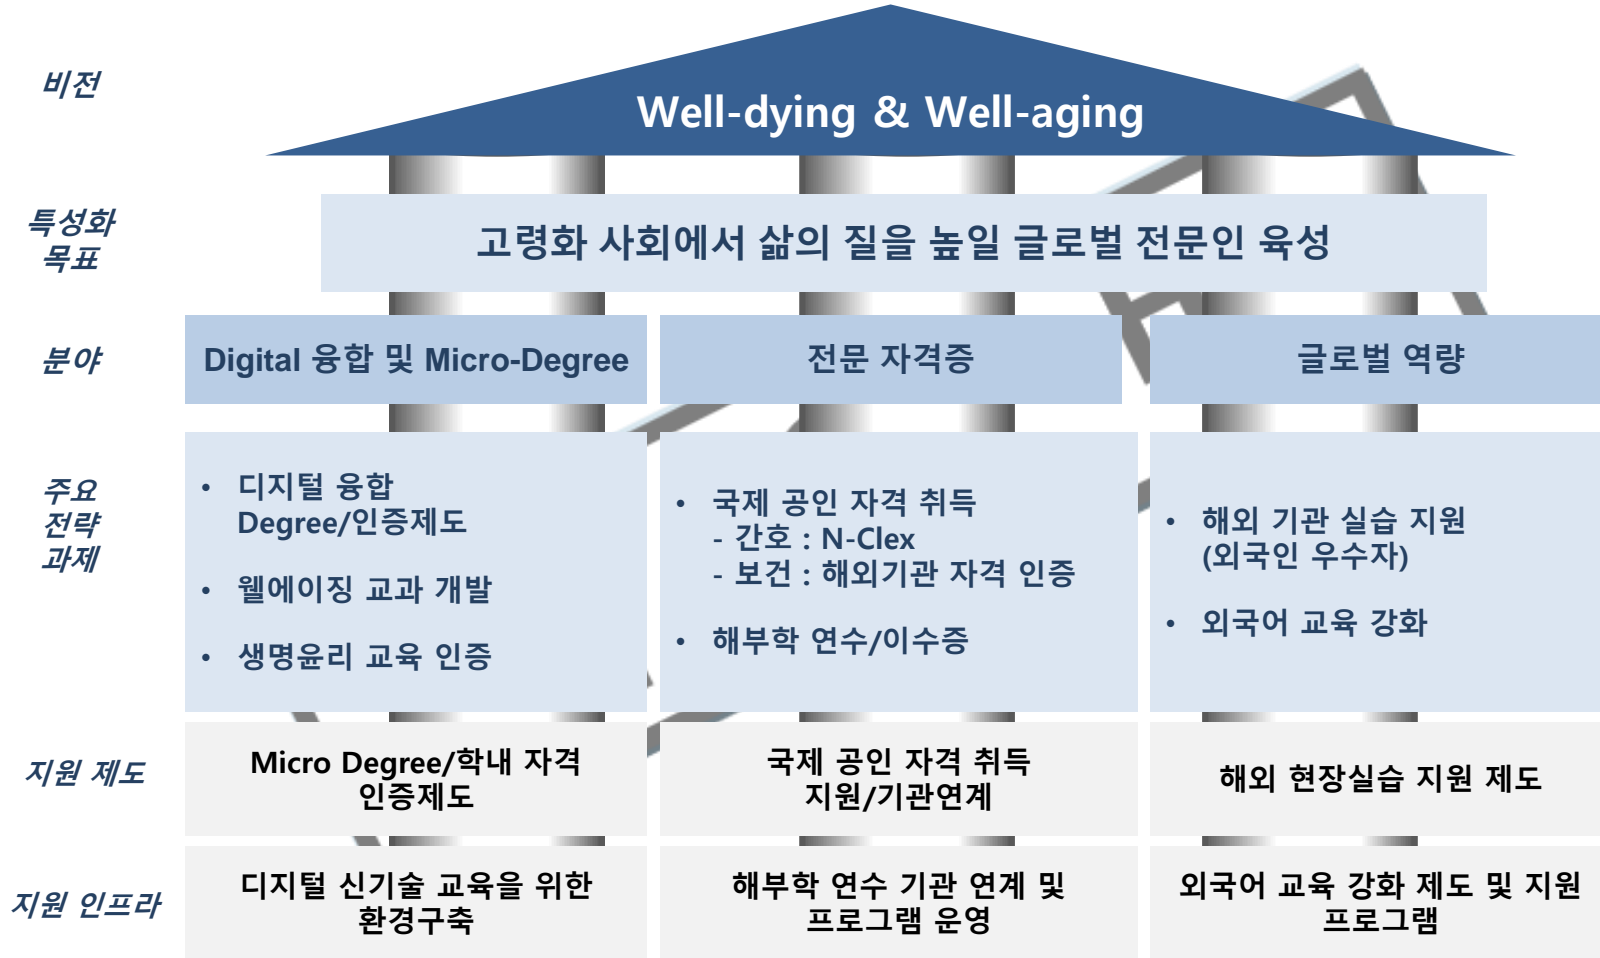 비전
Well-dying & Well-aging
특성화
목표
고령화 사회에서 삶의 질을 높일 글로벌 전문인 육성
분야
Digital 융합 및 Micro-Degree
전문 자격증
글로벌 역량
주요
전략
과제
• 디지털 융합
Degree/인증제도
• 웰에이징 교과 개발
• 생명윤리 교육 인증
• 국제 공인 자격 취득
- 간호 : N-Clex
- 보건 : 해외기관 자격 인증
• 해부학 연수/이수증
• 해외 기관 실습 지원
(외국인 우수자)
• 외국어 교육 강화
지원 제도
Micro Degree/학내 자격
인증제도
국제 공인 자격 취득
지원/기관연계
해외 현장실습 지원 제도
지원 인프라
디지털 신기술 교육을 위한
환경구축
해부학 연수 기관 연계 및
프로그램 운영
외국어 교육 강화 제도 및 지원
프로그램